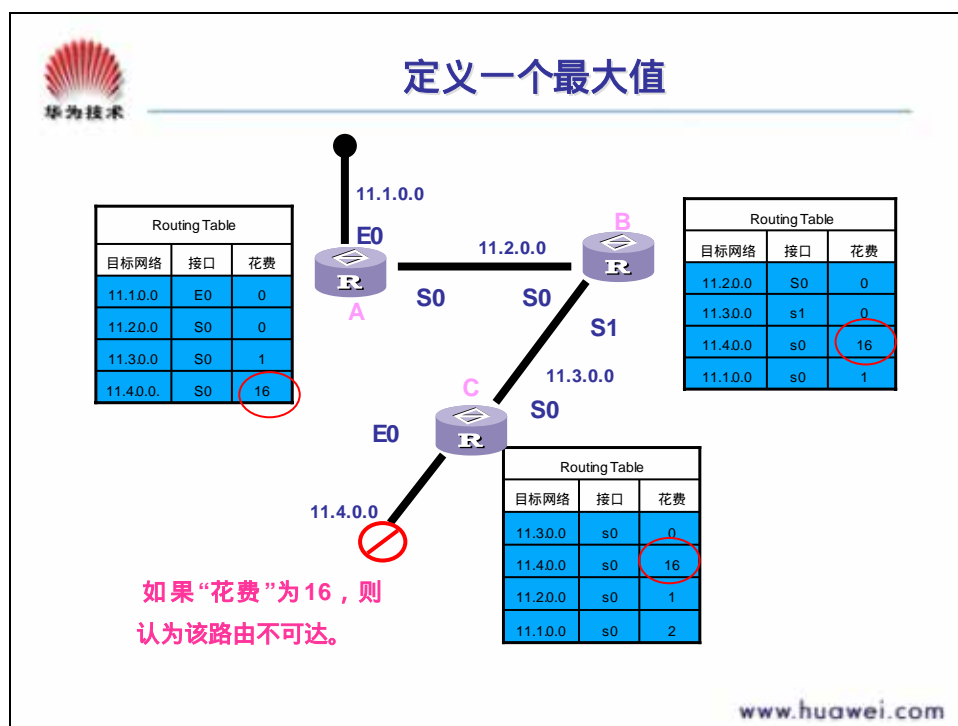 定义一个最大值
华为技术
11.1.0.0
E0
R
A
S0
11.2.0.0
S0
B
R
S1
11.3.0.0
C
S0
E0
R
11.4.0.0
Routing Table
目标网络 接口 花费
11.1.0.0 E0 0
11.2.0.0 S0 0
11.3.0.0 S0 1
11.4.0.0. S0 16
Routing Table
目标网络 接口 花费
11.2.0.0 S0 0
11.3.0.0 s1 0
11.4.0.0 s0 16
11.1.0.0 s0 1
Routing Table
目标网络 接口 花费
11.3.0.0 s0 0
11.4.0.0 s0 16
11.2.0.0 s0 1
11.1.0.0 s0 2
如果“花费”为16，则
认为该路由不可达。
www.huawei.com